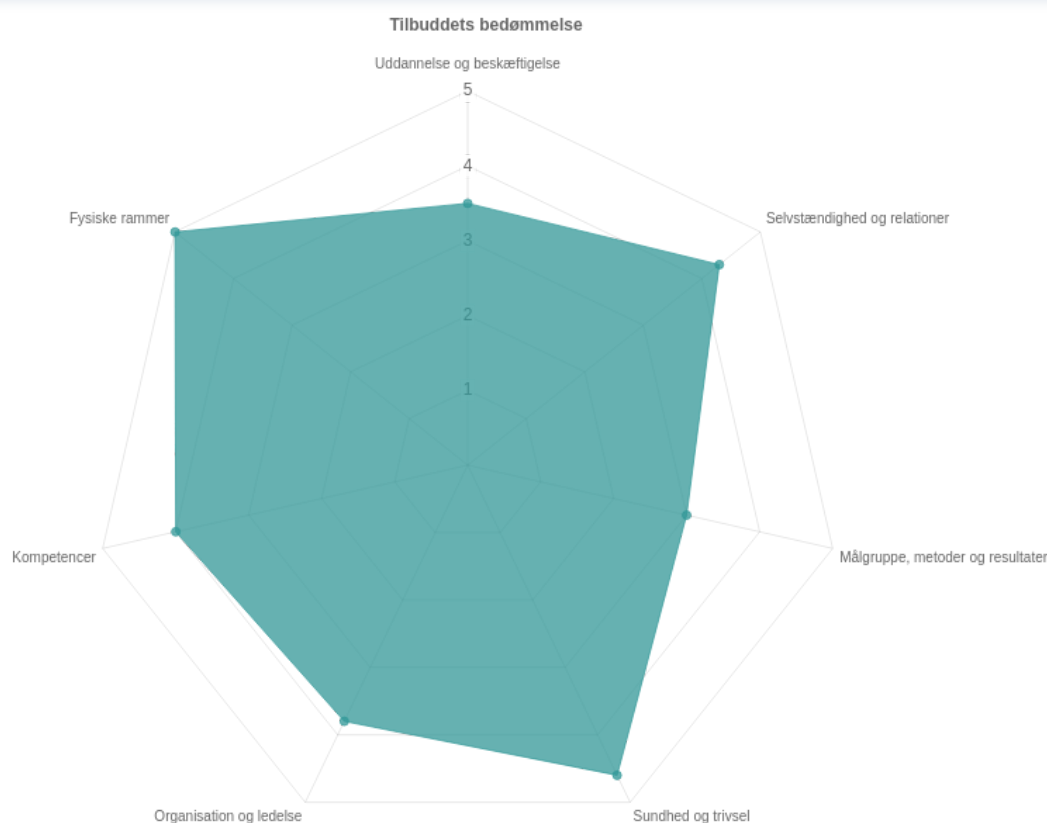 Tilbuddets bedømmelse
Uddannelse og beskæftigelse
5
4
Fysiske rammer
Selvstændighed og relationer
3
2
1
Kompetencer
Målgruppe, metoder og resultater
Organisation og ledelse
Sundhed og trivsel